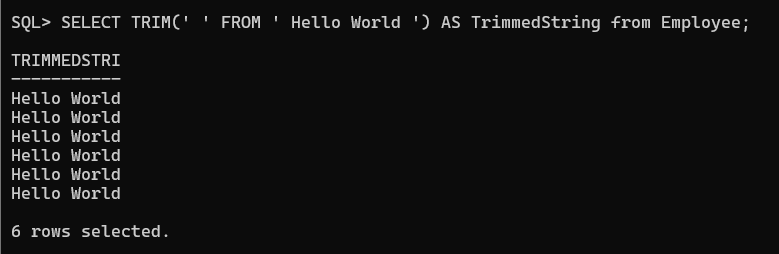 SQL> SELECT TRIM(' ' FROM ' Hello World ') AS TrimmedString from Employee;
TRIMMEDSTRI
-----------
Hello World
Hello World
Hello World
Hello World
Hello World
Hello World
6 rows selected.